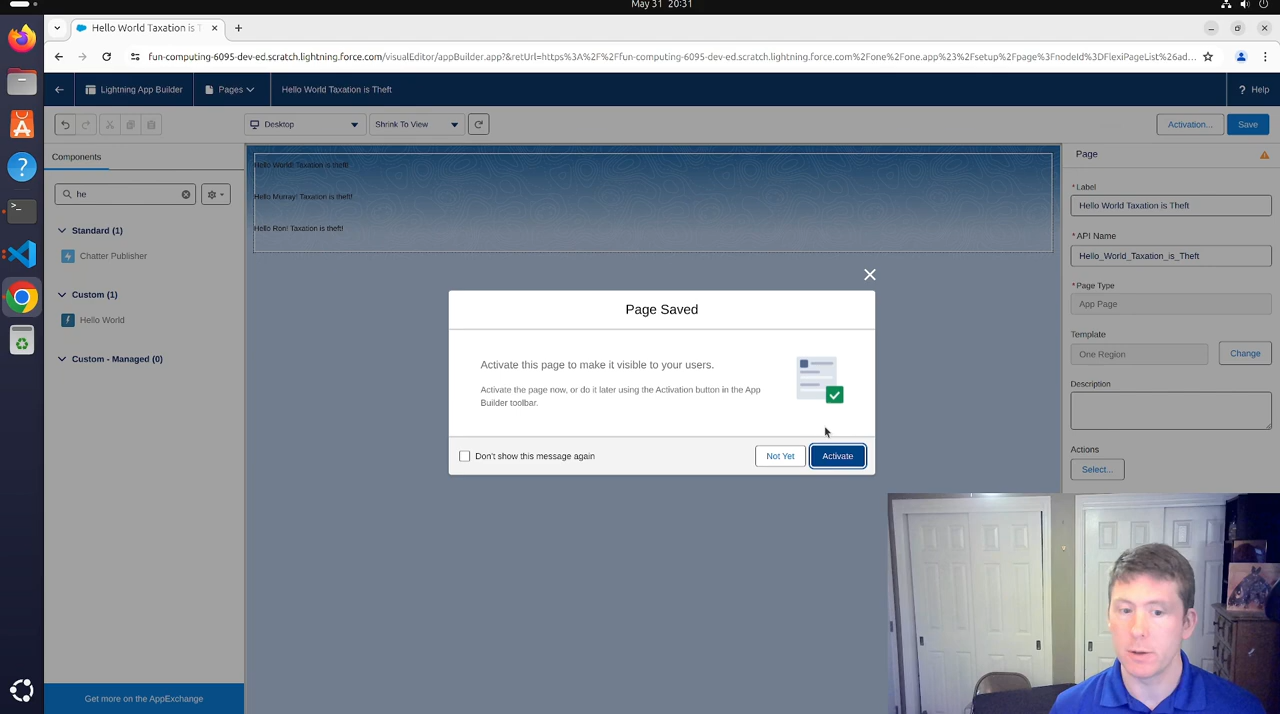 May 31 20:31
Hello World Taxation is T
fun-computing-6095-dev-ed.scratch.lightning.force.com/visualEditor/appBuilder.app?retUrl=https%3A%2F%2Ffun-computing-6095-dev-ed.scratch.lightning.force.com%2Fone%2Fone.app%23%2Fsetup%2Fpage%3FnodeId%3DFlexiPageList%26ad...
Lightning App Builder
Pages
Hello World Taxation is Theft
? Help
Desktop
Shrink To View
Activation...
Save
Components
he
Standard (1)
Chatter Publisher
Custom (1)
Hello World
Custom - Managed (0)
Get more on the AppExchange
Hello World! Taxation is theft!
Hello Murray! Taxation is theft!
Hello Ron! Taxation is theft!
Page Saved
Activate this page to make it visible to your users.
Activate the page now, or do it later using the Activation button in the App
Builder toolbar.
Don't show this message again
Not Yet
Activate
Page
*Label
Hello World Taxation is Theft
*API Name
Hello_World_Taxation_is_Theft
*Page Type
App Page
Template
One Region
Change
Description
Actions
Select...